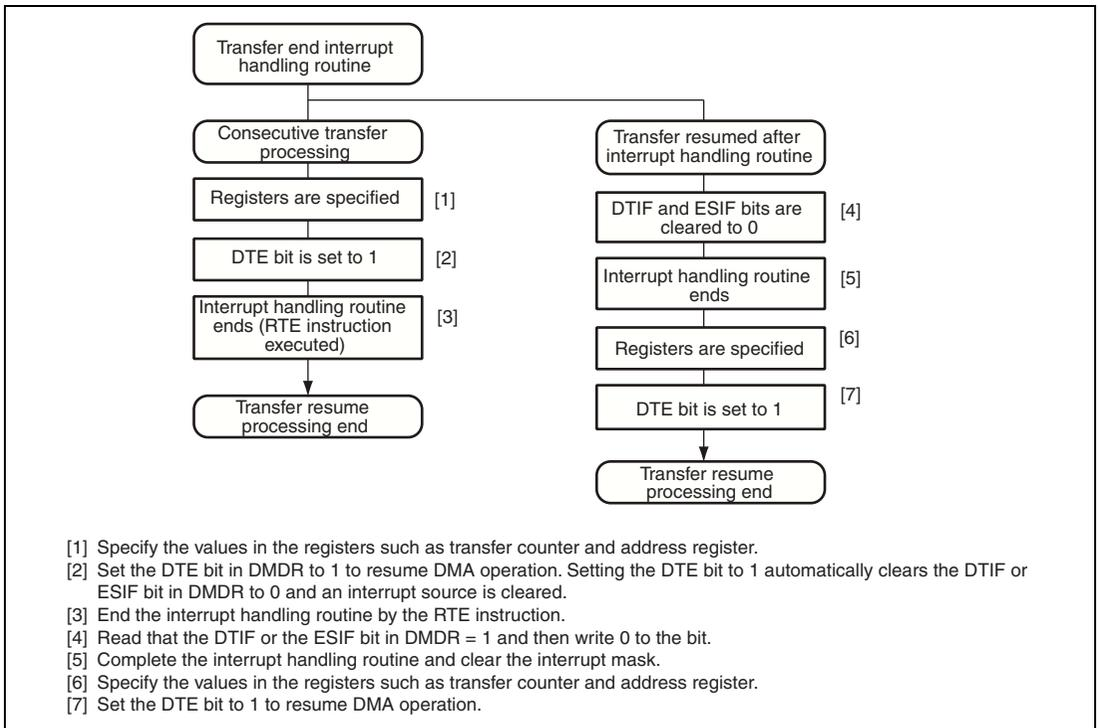 Transfer end interrupt
handling routine
Consecutive transfer
processing
Registers are specified
[1]
DTE bit is set to 1
[2]
Interrupt handling routine
ends (RTE instruction
executed)
[3]
Transfer resume
processing end
Transfer resumed after
interrupt handling routine
DTIF and ESIF bits are
cleared to 0
[4]
Interrupt handling routine
ends
[5]
Registers are specified
[6]
DTE bit is set to 1
[7]
Transfer resume
processing end
[1] Specify the values in the registers such as transfer counter and address register.
[2] Set the DTE bit in DMDR to 1 to resume DMA operation. Setting the DTE bit to 1 automatically clears the DTIF or
ESIF bit in DMDR to 0 and an interrupt source is cleared.
[3] End the interrupt handling routine by the RTE instruction.
[4] Read that the DTIF or the ESIF bit in DMDR = 1 and then write 0 to the bit.
[5] Complete the interrupt handling routine and clear the interrupt mask.
[6] Specify the values in the registers such as transfer counter and address register.
[7] Set the DTE bit to 1 to resume DMA operation.